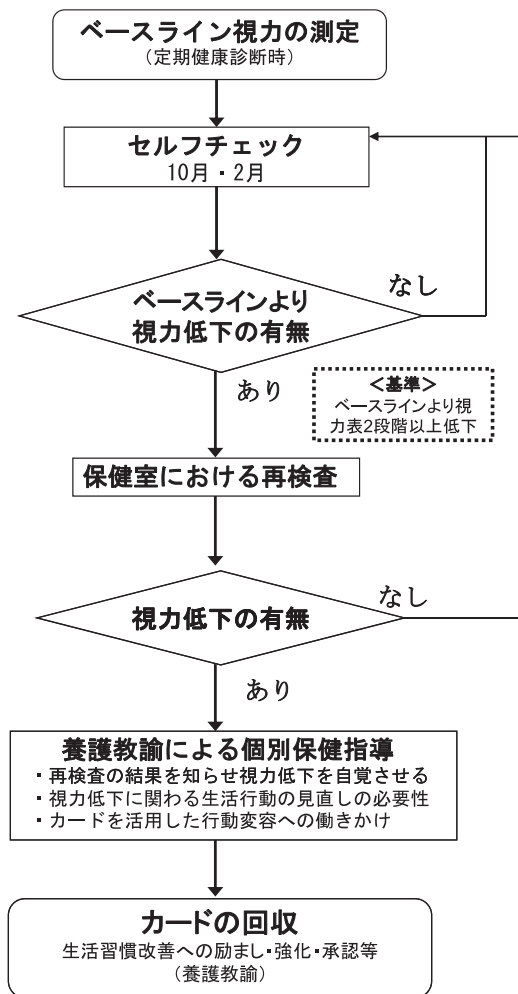 ベースライン視力の測定
(定期健康診断時)
セルフチェック
10月・2月
なし
ベースラインより
視力低下の有無
あり
<基準>
ベースラインより視
力表2段階以上低下
保健室における再検査
なし
視力低下の有無
あり
養護教諭による個別保健指導
・再検査の結果を知らせ視力低下を自覚させる
・視力低下に関わる生活行動の見直しの必要性
・カードを活用した行動変容への働きかけ
カードの回収
生活習慣改善への励まし・強化・承認等
(養護教諭)